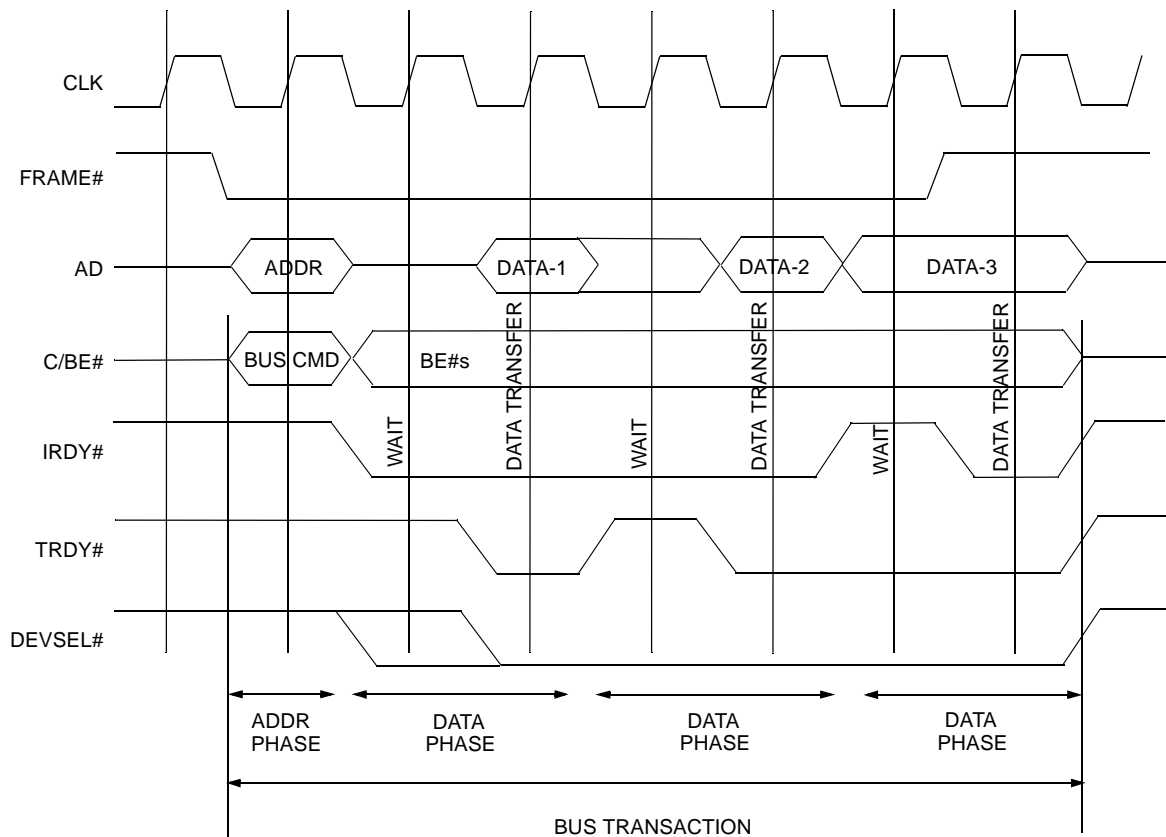 CLK
FRAME#
AD
ADDR
DATA-1
DATA-2
DATA-3
C/BE#
BUS CMD
BE#s
IRDY#
WAIT
DATA TRANSFER
WAIT
DATA TRANSFER
WAIT
DATA TRANSFER
TRDY#
DEVSEL#
ADDR
PHASE
DATA
PHASE
DATA
PHASE
DATA
PHASE
BUS TRANSACTION